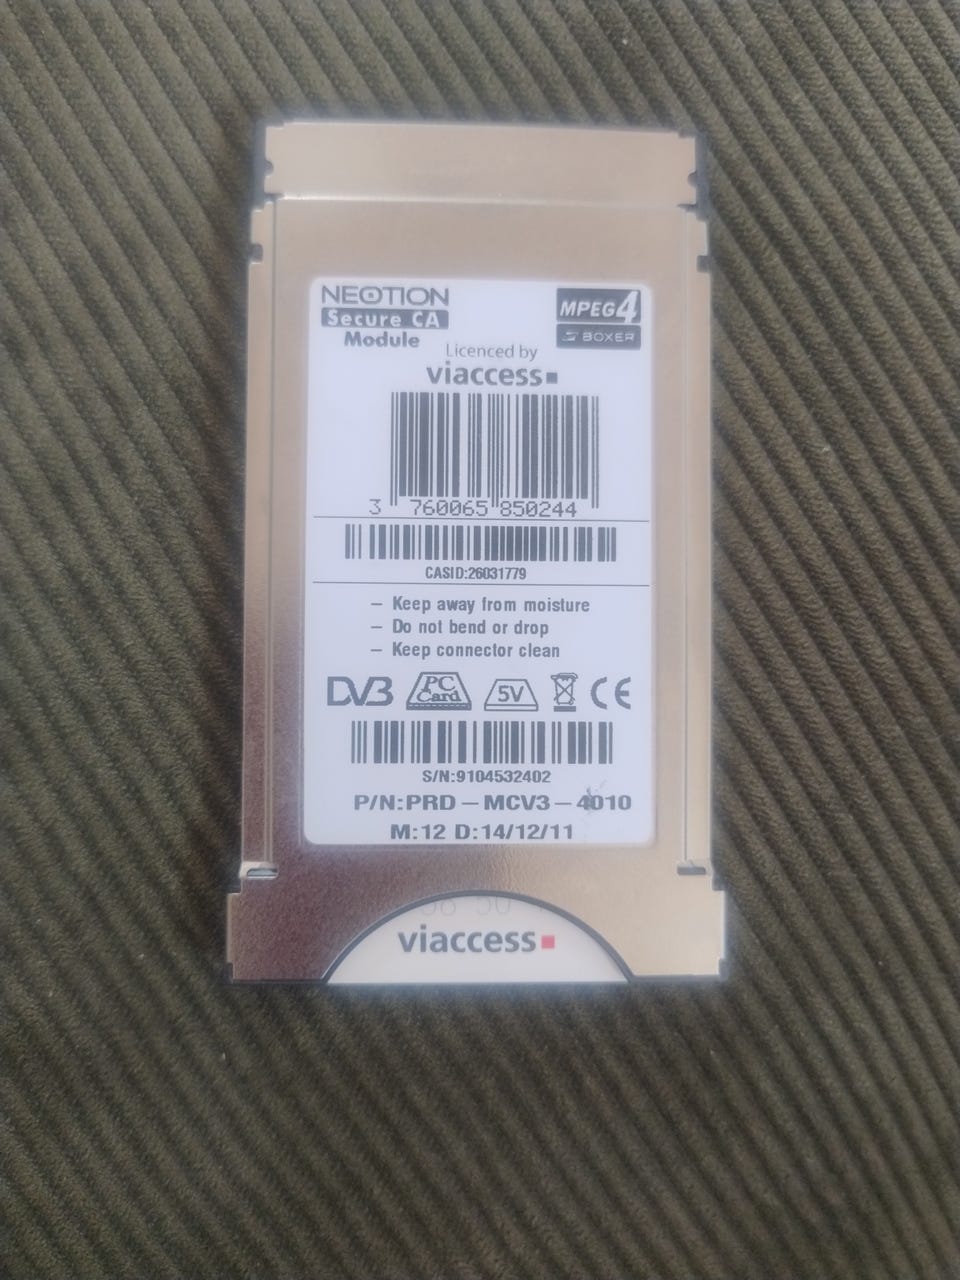 NEOTION
Secure CA
Module
MPEG4
BOXER
Licenced by
viaccess
3 760065 850244
CASID:26031779
– Keep away from moisture
– Do not bend or drop
– Keep connector clean
DVB PC Card 5V CE
S/N:9104532402
P/N:PRD – MCV3 – 4010
M:12 D:14/12/11
viaccess